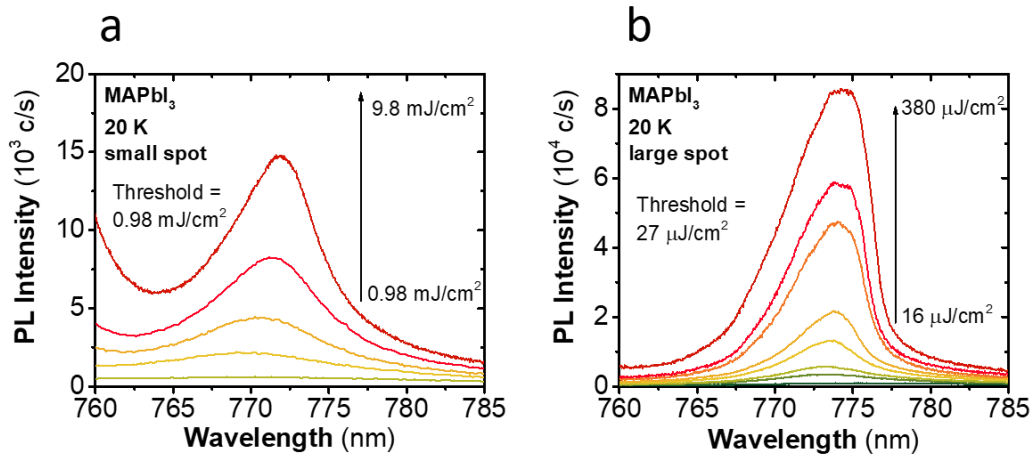 a
20
15
10
5
0
PL Intensity (10³ c/s)
MAPbI₃
20 K
small spot
Threshold =
0.98 mJ/cm²
9.8 mJ/cm²
0.98 mJ/cm²
760 765 770 775 780 785
Wavelength (nm)
b
8
6
4
2
0
PL Intensity (10⁴ c/s)
MAPbI₃
20 K
large spot
Threshold =
27 µJ/cm²
380 µJ/cm²
16 µJ/cm²
760 765 770 775 780 785
Wavelength (nm)